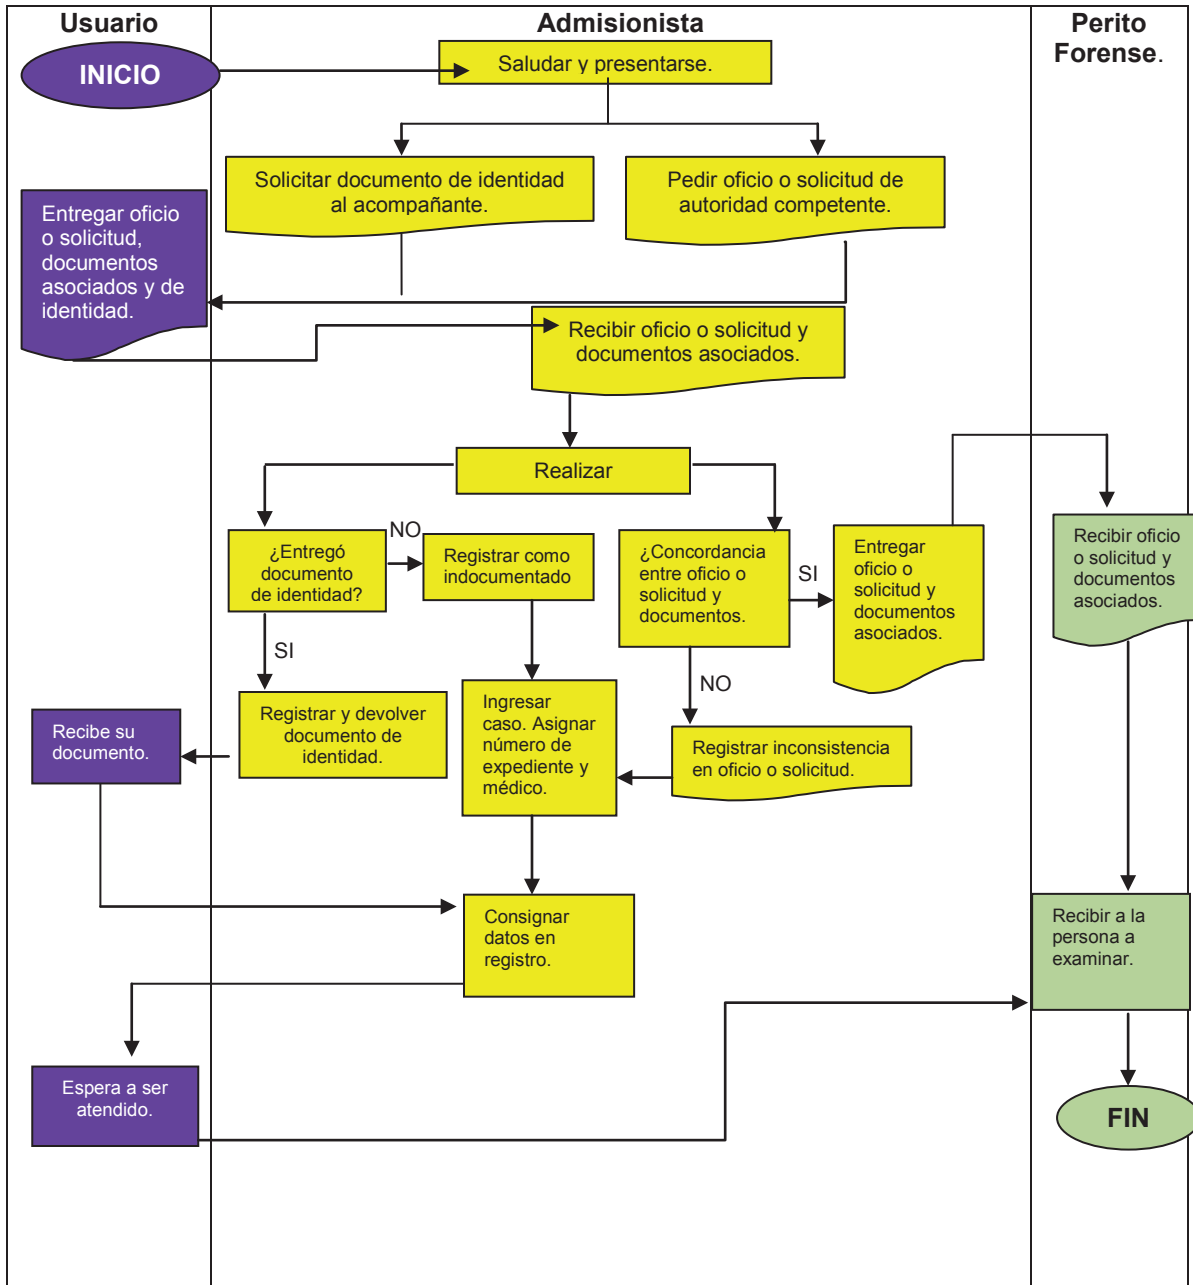 Usuario
Admisionista
Perito
Forense.
INICIO
Saludar y presentarse.
Solicitar documento de identidad
al acompañante.
Pedir oficio o solicitud de
autoridad competente.
Entregar oficio
o solicitud,
documentos
asociados y de
identidad.
Recibir oficio o solicitud y
documentos asociados.
Realizar
¿Entregó
documento
de identidad?
NO
Registrar como
indocumentado
¿Concordancia
entre oficio o
solicitud y
documentos.
SI
Entregar
oficio o
solicitud y
documentos
asociados.
Recibir oficio
o solicitud y
documentos
asociados.
SI
NO
Registrar y devolver
documento de
identidad.
Recibe su
documento.
Ingresar
caso. Asignar
número de
expediente y
médico.
Registrar inconsistencia
en oficio o solicitud.
Consignar
datos en
registro.
Recibir a la
persona a
examinar.
Espera a ser
atendido.
FIN